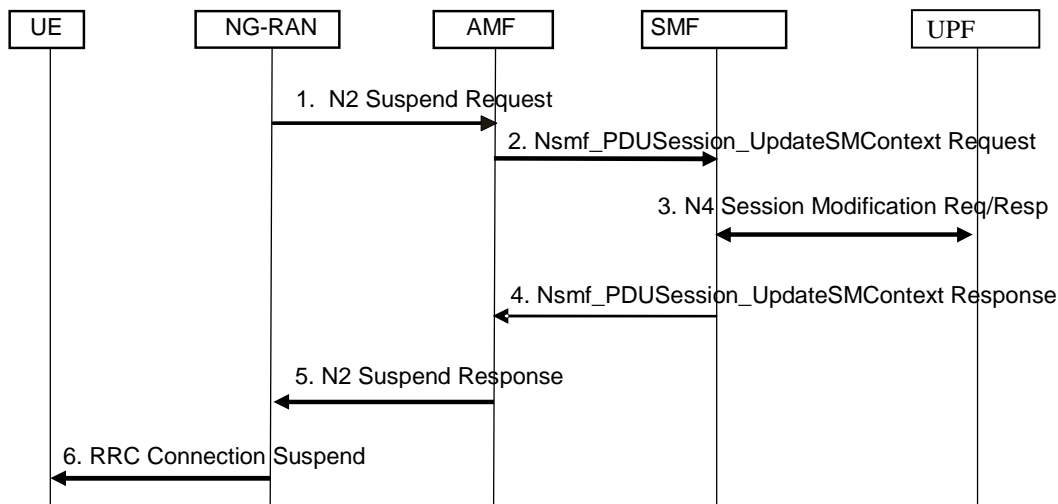 UE
NG-RAN
AMF
SMF
UPF
1. N2 Suspend Request
2. Nsmf_PDUSession_UpdateSMContext Request
3. N4 Session Modification Req/Resp
4. Nsmf_PDUSession_UpdateSMContext Response
5. N2 Suspend Response
6. RRC Connection Suspend